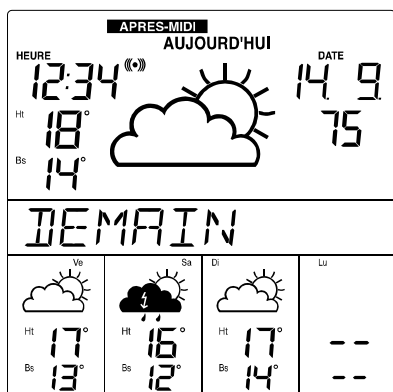 APRES-MIDI
AUJOURD'HUI
HEURE DATE
12:34 14. 9.
Ht 18° 75
Bs 14°
DEMAIN
Ve Sa Di Lu
Ht 17° Ht 16° Ht 17° --
Bs 13° Bs 12° Bs 14° --